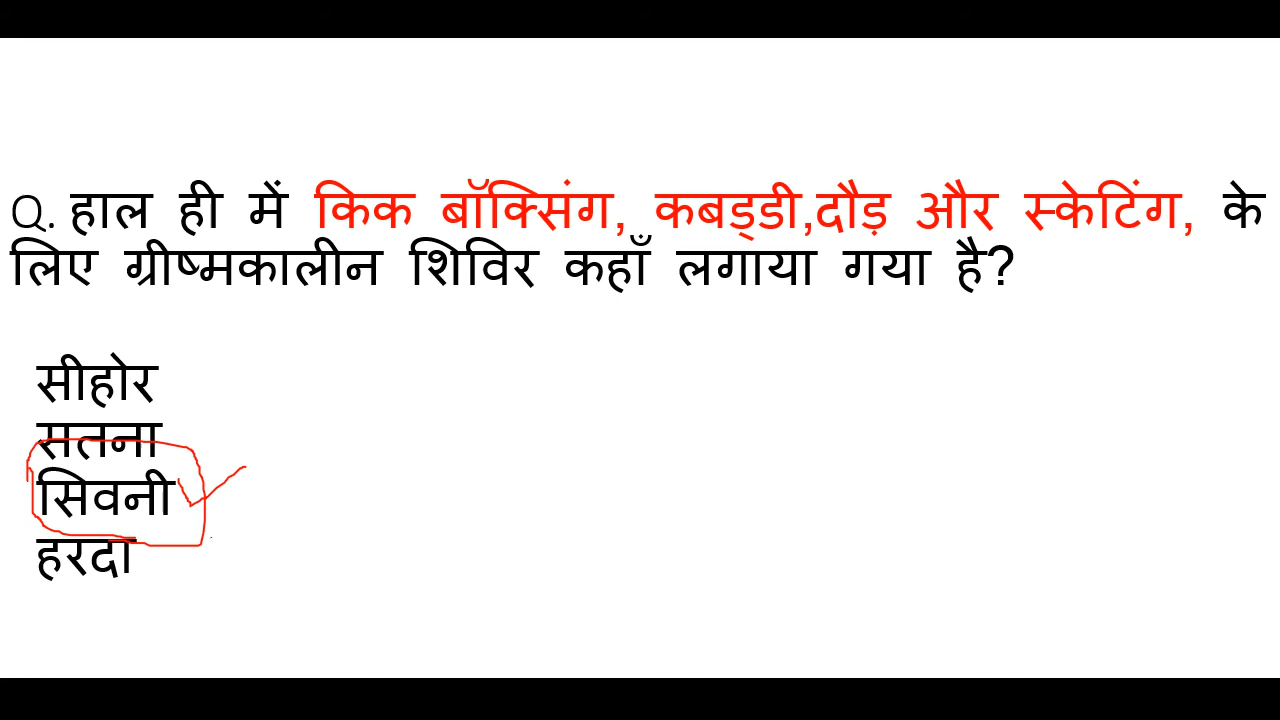 Q. हाल ही में किक बॉक्सिंग, कबड्डी,दौड़ और स्केटिंग, के
लिए ग्रीष्मकालीन शिविर कहाँ लगाया गया है?
सीहोर
सतना
सिवनी
हरदा